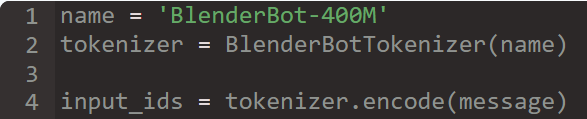 1 name = 'BlenderBot-400M'
2 tokenizer = BlenderBotTokenizer(name)
3
4 input_ids = tokenizer.encode(message)